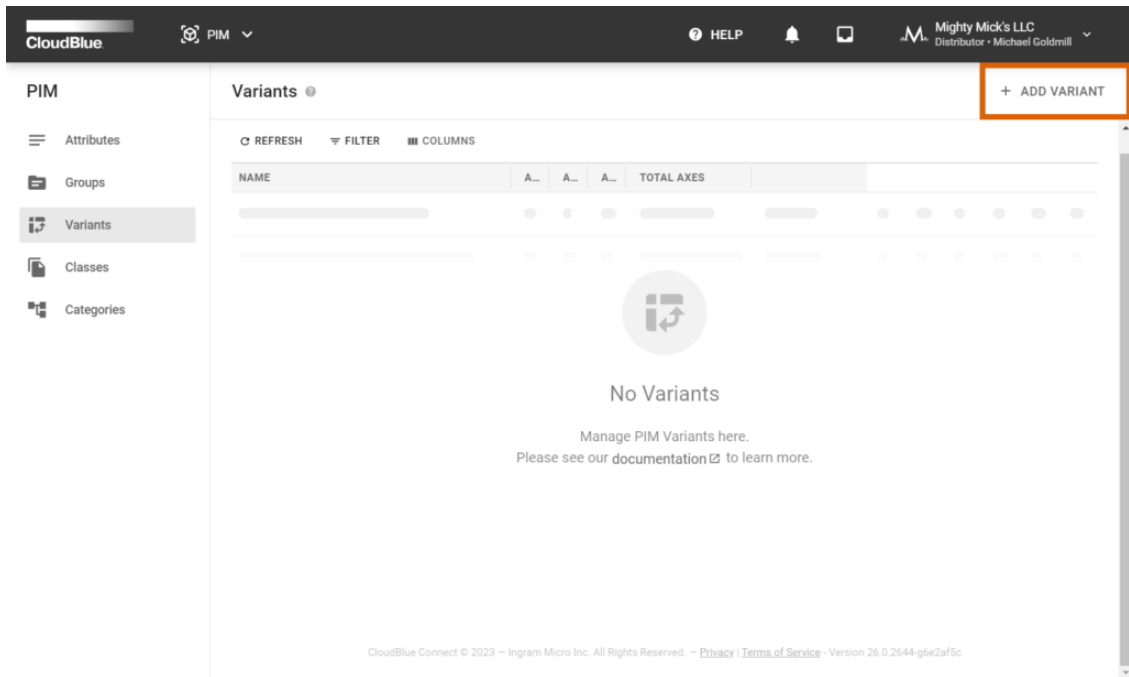 CloudBlue.
PIM
HELP
Mighty Mick's LLC
Distributor • Michael Goldmill
PIM
Variants
+ ADD VARIANT
Attributes
Groups
Variants
Classes
Categories
REFRESH FILTER COLUMNS
NAME A... A... A... TOTAL AXES
No Variants
Manage PIM Variants here.
Please see our documentation to learn more.
CloudBlue Connect © 2023 — Ingram Micro Inc. All Rights Reserved. — Privacy | Terms of Service - Version 26.0.2644-g6e2af5c